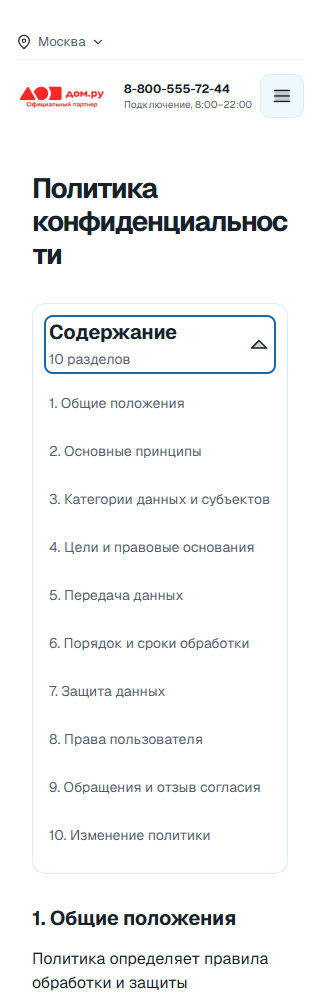 Москва
дом.ру
Официальный партнер
8-800-555-72-44
Подключение, 8:00–22:00
Политика
конфиденциальнос
ти
Содержание
10 разделов
1. Общие положения
2. Основные принципы
3. Категории данных и субъектов
4. Цели и правовые основания
5. Передача данных
6. Порядок и сроки обработки
7. Защита данных
8. Права пользователя
9. Обращения и отзыв согласия
10. Изменение политики
1. Общие положения
Политика определяет правила
обработки и защиты